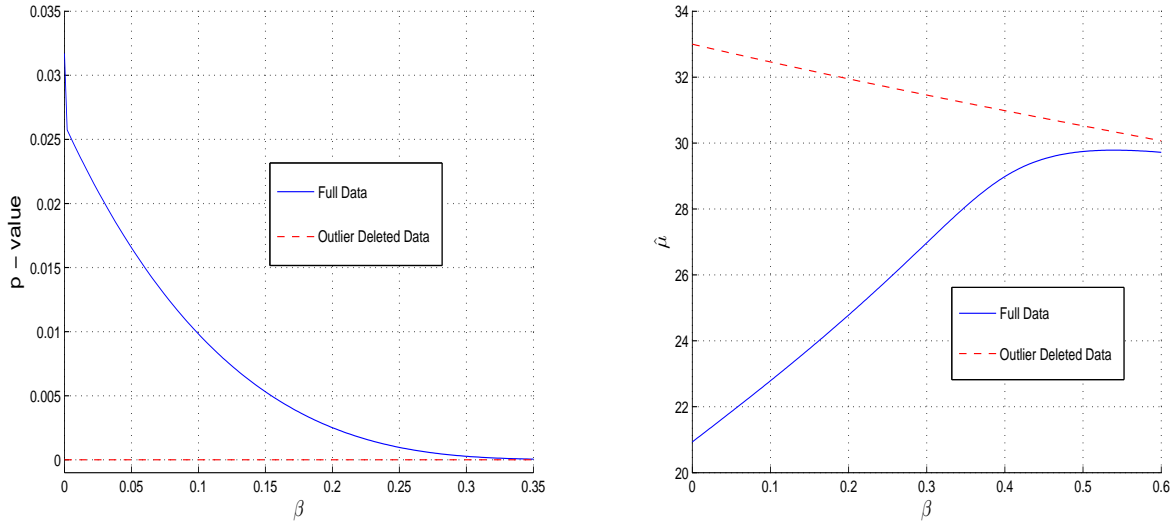 0.035
0.03
0.025
0.02
0.015
0.01
0.005
0
p − value
Full Data
Outlier Deleted Data
0 0.05 0.1 0.15 0.2 0.25 0.3 0.35
β
34
32
30
28
26
24
22
20
μ̂
Full Data
Outlier Deleted Data
0 0.1 0.2 0.3 0.4 0.5 0.6
β